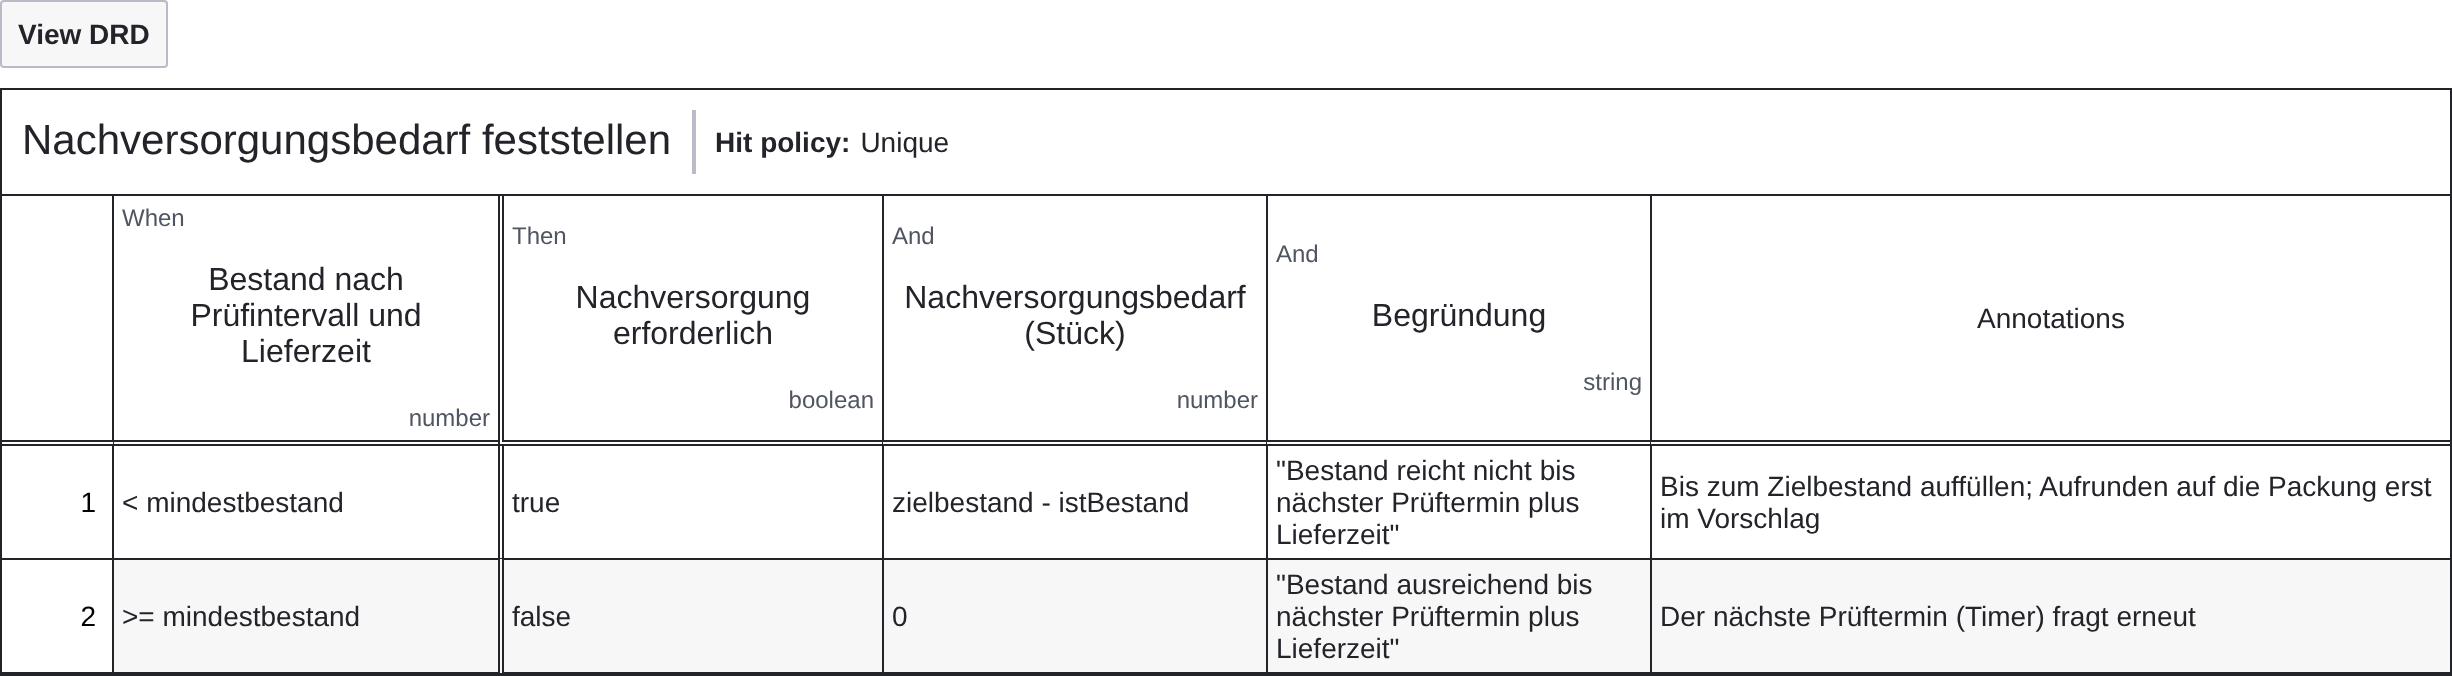 View DRD
Nachversorgungsbedarf feststellen
Hit policy: Unique
When
Bestand nach
Prüfintervall und
Lieferzeit
number
Then
Nachversorgung
erforderlich
boolean
And
Nachversorgungsbedarf
(Stück)
number
And
Begründung
string
Annotations
1
< mindestbestand
true
zielbestand - istBestand
"Bestand reicht nicht bis
nächster Prüftermin plus
Lieferzeit"
Bis zum Zielbestand auffüllen; Aufrunden auf die Packung erst
im Vorschlag
2
>= mindestbestand
false
0
"Bestand ausreichend bis
nächster Prüftermin plus
Lieferzeit"
Der nächste Prüftermin (Timer) fragt erneut